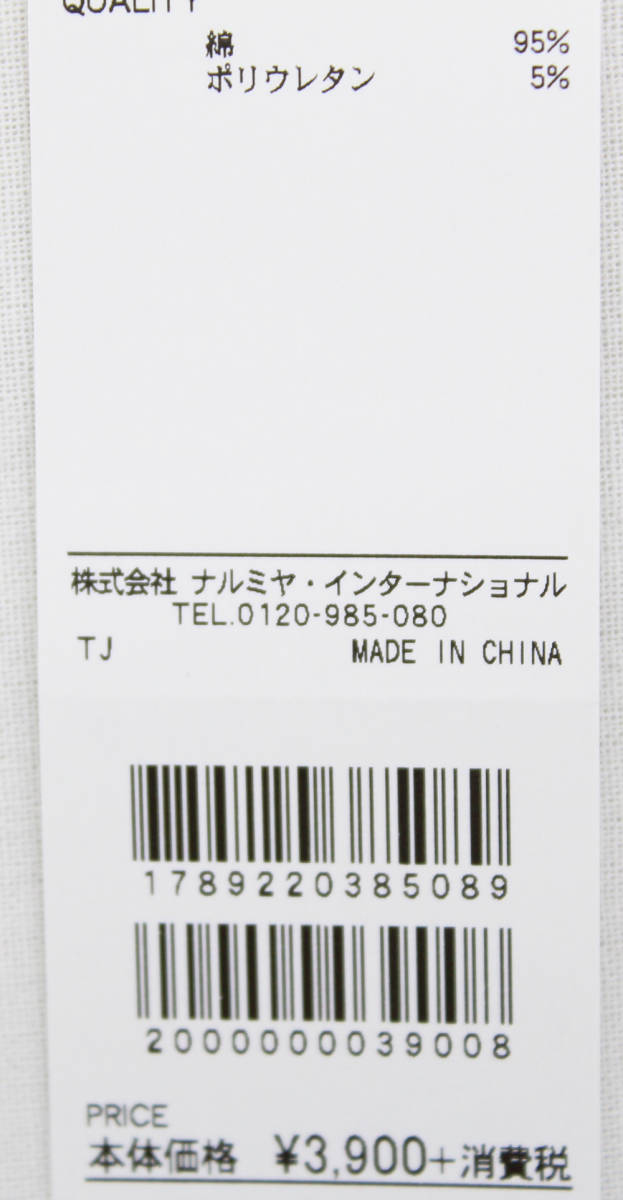 QUALITY
綿 95%
ポリウレタン 5%
株式会社 ナルミヤ・インターナショナル
TEL.0120-985-080
TJ MADE IN CHINA
1789220385089
2000000039008
PRICE
本体価格 ¥3,900+消費税